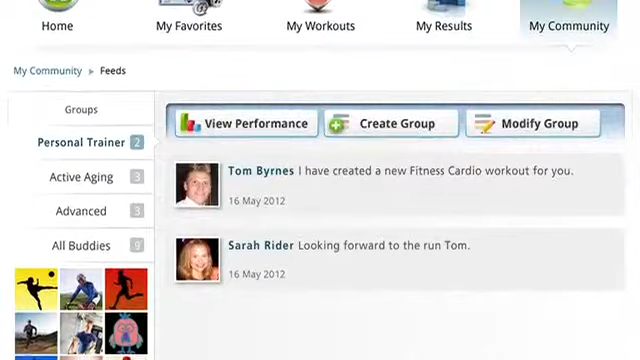 Home
My Favorites
My Workouts
My Results
My Community
My Community ▸ Feeds
Groups
Personal Trainer 2
Active Aging 3
Advanced 3
All Buddies 9
View Performance
Create Group
Modify Group
Tom Byrnes I have created a new Fitness Cardio workout for you.
16 May 2012
Sarah Rider Looking forward to the run Tom.
16 May 2012